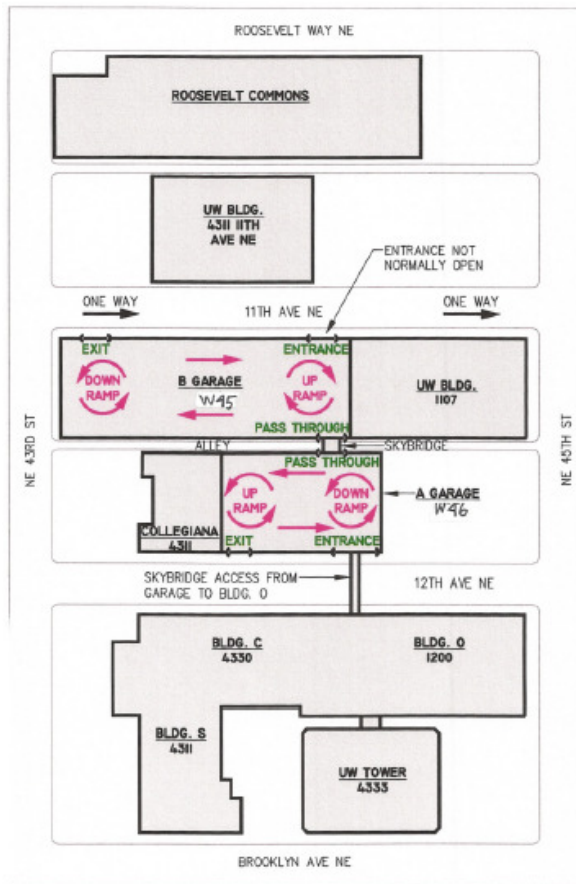 ROOSEVELT WAY NE
ROOSEVELT COMMONS
UW BLDG.
4311 11TH
AVE NE
ENTRANCE NOT
NORMALLY OPEN
ONE WAY
ONE WAY
11TH AVE NE
EXIT
ENTRANCE
DOWN
RAMP
B GARAGE
W45
UP
RAMP
UW BLDG.
1107
PASS THROUGH
NE 43RD ST
NE 45TH ST
ALLEY
SKYBRIDGE
PASS THROUGH
UP
RAMP
DOWN
RAMP
A GARAGE
W46
COLLEGIANA
4311
EXIT
ENTRANCE
SKYBRIDGE ACCESS FROM
GARAGE TO BLDG. O
12TH AVE NE
BLDG. C
4330
BLDG. O
1200
BLDG. S
4311
UW TOWER
4333
BROOKLYN AVE NE